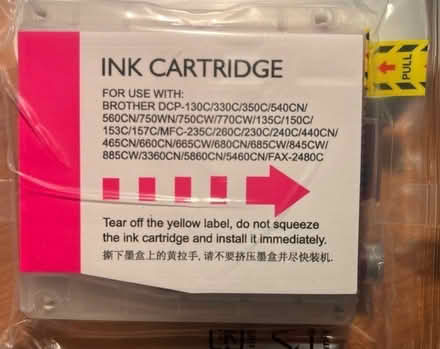 INK CARTRIDGE
FOR USE WITH:
BROTHER DCP-130C/330C/350C/540CN/
560CN/750WN/750CW/770CW/135C/150C/
153C/157C/MFC-235C/260C/230C/240C/440CN/
465CN/660CN/665CW/680CN/685CW/845CW/
885CW/3360CN/5860CN/5460CN/FAX-2480C
PULL
Tear off the yellow label, do not squeeze
the ink cartridge and install it immediately.
撕下墨盒上的黄拉手, 请不要挤压墨盒并尽快装机.